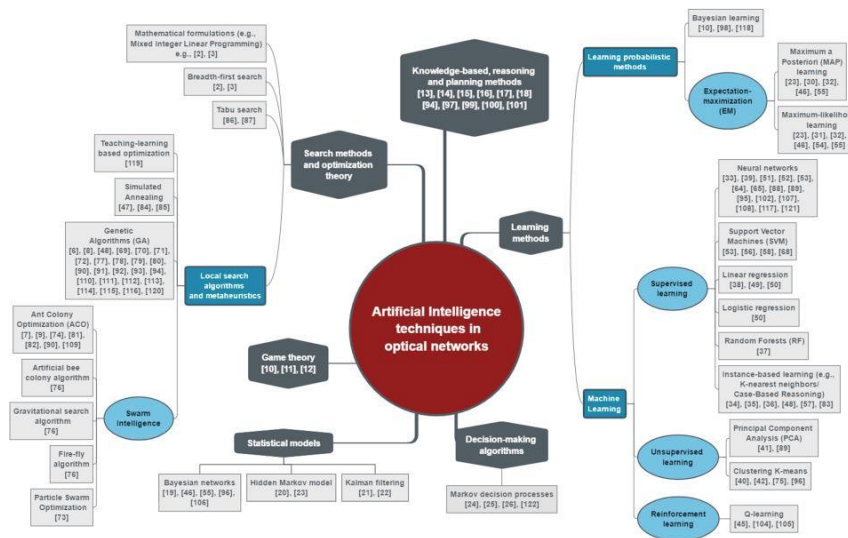 Mathematical formulations (e.g.,
Mixed Integer Linear Programming)
e.g., [2], [3]
Breadth-first search
[2], [3]
Tabu search
[86], [87]
Search methods
and optimization
theory
Teaching-learning
based optimization
[119]
Simulated
Annealing
[47], [84], [85]
Genetic
Algorithms (GA)
[6], [8], [48], [69], [70], [71],
[72], [77], [78], [79], [80],
[90], [91], [92], [93], [94],
[110], [111], [112], [113],
[114], [115], [116], [120]
Local search
algorithms
and metaheuristics
Ant Colony
Optimization (ACO)
[7], [9], [74], [81],
[82], [90], [109]
Artificial bee
colony algorithm
[76]
Gravitational search
algorithm
[76]
Fire-fly
algorithm
[76]
Particle Swarm
Optimization
[73]
Swarm
Intelligence
Knowledge-based, reasoning
and planning methods
[13], [14], [15], [16], [17], [18]
[94], [97], [99], [100], [101]
Artificial Intelligence
techniques in
optical networks
Game theory
[10], [11], [12]
Statistical models
Bayesian networks
[19], [46], [55], [96],
[106]
Hidden Markov model
[20], [23]
Kalman filtering
[21], [22]
Decision-making
algorithms
Markov decision processes
[24], [25], [26], [122]
Learning
methods
Learning probabilistic
methods
Bayesian learning
[10], [98], [118]
Expectation-
maximization
(EM)
Maximum a
Posteriori (MAP)
learning
[23], [30], [32],
[46], [55]
Maximum-likelihoo
learning
[23], [31], [32],
[46], [54], [55]
Machine
Learning
Supervised
learning
Neural networks
[33], [39], [51], [52], [53],
[64], [65], [88], [89],
[95], [102], [107],
[108], [117], [121]
Support Vector
Machines (SVM)
[53], [56], [58], [68]
Linear regression
[38], [49], [50]
Logistic regression
[50]
Random Forests (RF)
[37]
Instance-based learning (e.g.,
K-nearest neighbors/
Case-Based Reasoning)
[34], [35], [36], [48], [57], [83]
Unsupervised
learning
Principal Component
Analysis (PCA)
[41], [89]
Clustering K-means
[40], [42], [75], [96]
Reinforcement
learning
Q-learning
[45], [104], [105]